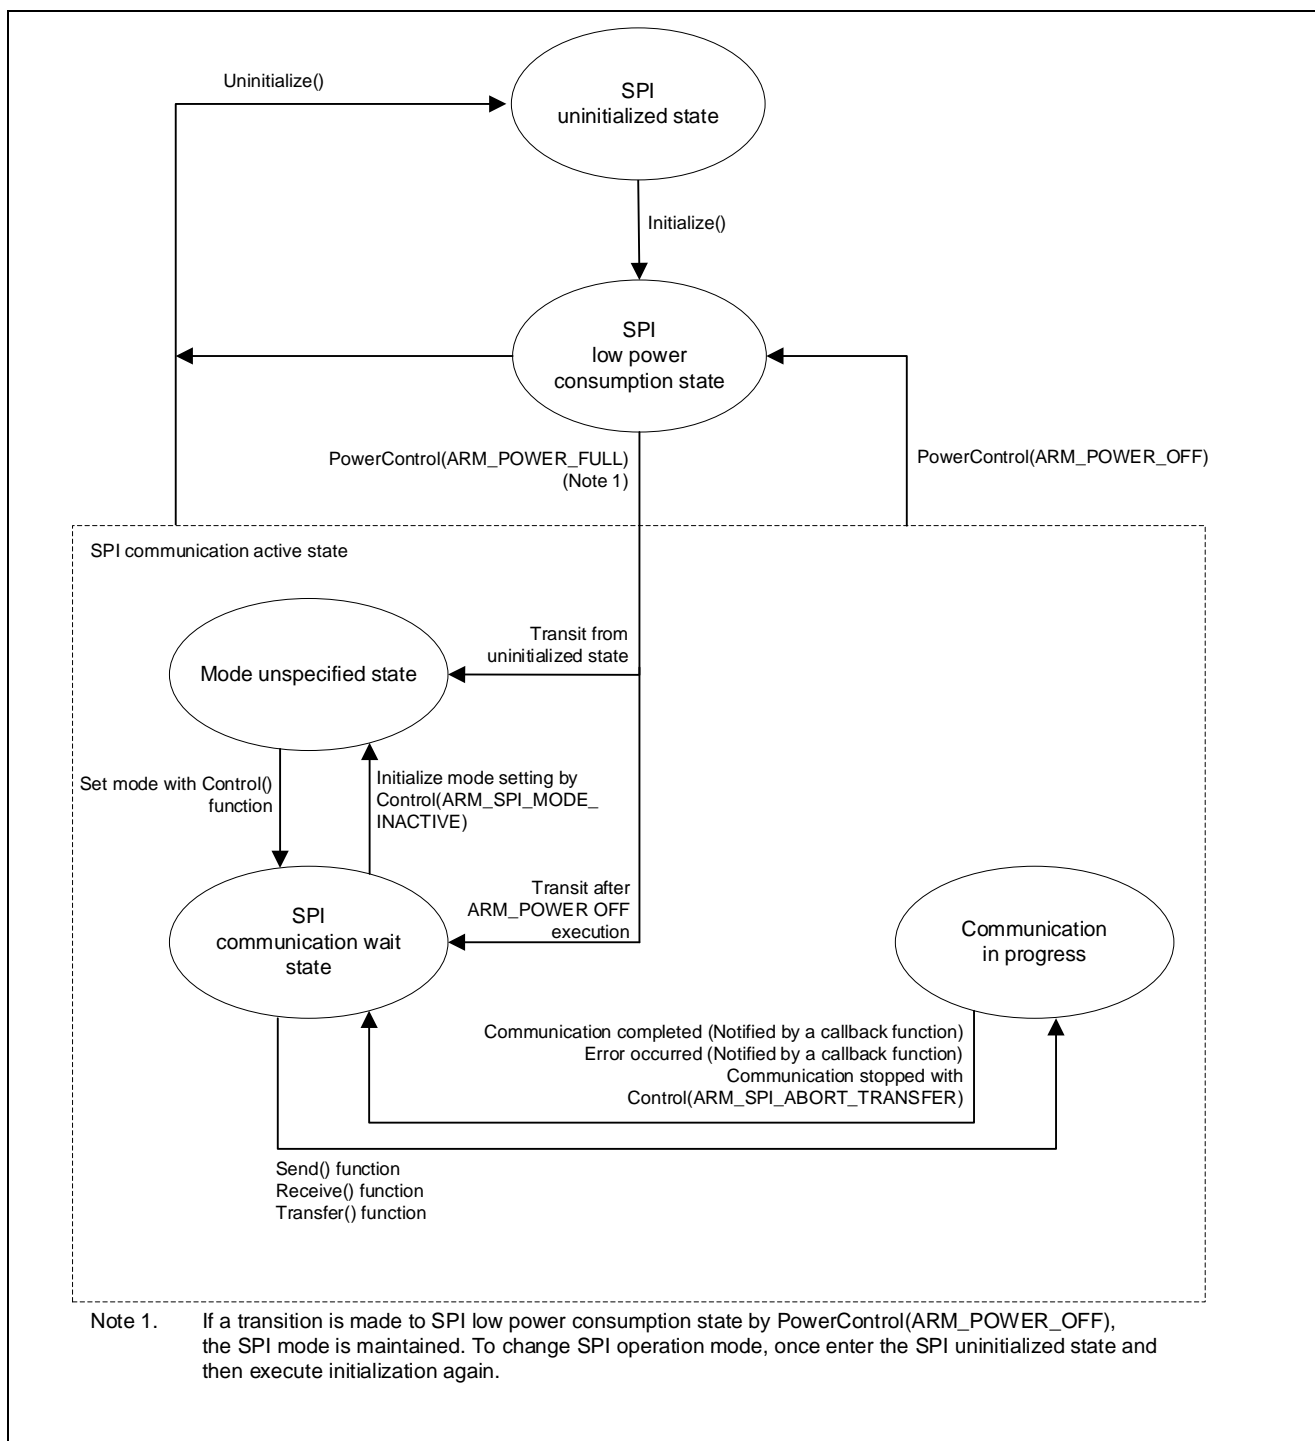 Uninitialize()
SPI
uninitialized state
Initialize()
SPI
low power
consumption state
PowerControl(ARM_POWER_FULL)
(Note 1)
PowerControl(ARM_POWER_OFF)
SPI communication active state
Transit from
uninitialized state
Mode unspecified state
Set mode with Control()
function
Initialize mode setting by
Control(ARM_SPI_MODE_
INACTIVE)
Transit after
ARM_POWER OFF
execution
SPI
communication wait
state
Communication
in progress
Communication completed (Notified by a callback function)
Error occurred (Notified by a callback function)
Communication stopped with
Control(ARM_SPI_ABORT_TRANSFER)
Send() function
Receive() function
Transfer() function
Note 1. If a transition is made to SPI low power consumption state by PowerControl(ARM_POWER_OFF),
the SPI mode is maintained. To change SPI operation mode, once enter the SPI uninitialized state and
then execute initialization again.